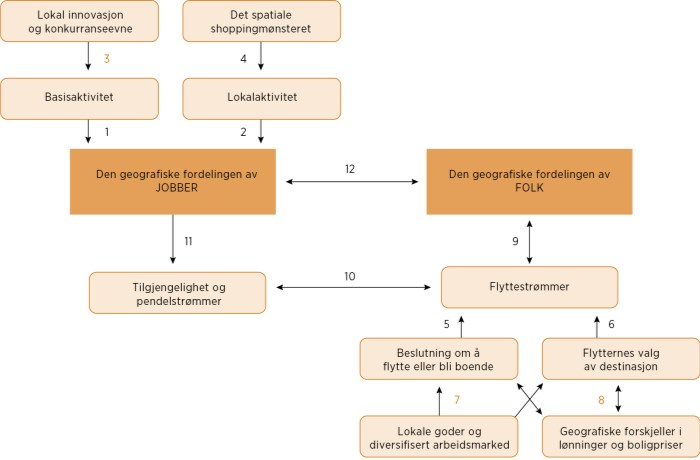 Lokal innovasjon
og konkurranseevne
Det spatiale
shoppingmønsteret
3
4
Basisaktivitet
Lokalaktivitet
1
2
Den geografiske fordelingen av
JOBBER
12
Den geografiske fordelingen av
FOLK
11
9
Tilgjengelighet og
pendelstrømmer
10
Flyttestrømmer
5
6
Beslutning om å
flytte eller bli boende
Flytternes valg
av destinasjon
7
8
Lokale goder og
diversifisert arbeidsmarked
Geografiske forskjeller i
lønninger og boligpriser